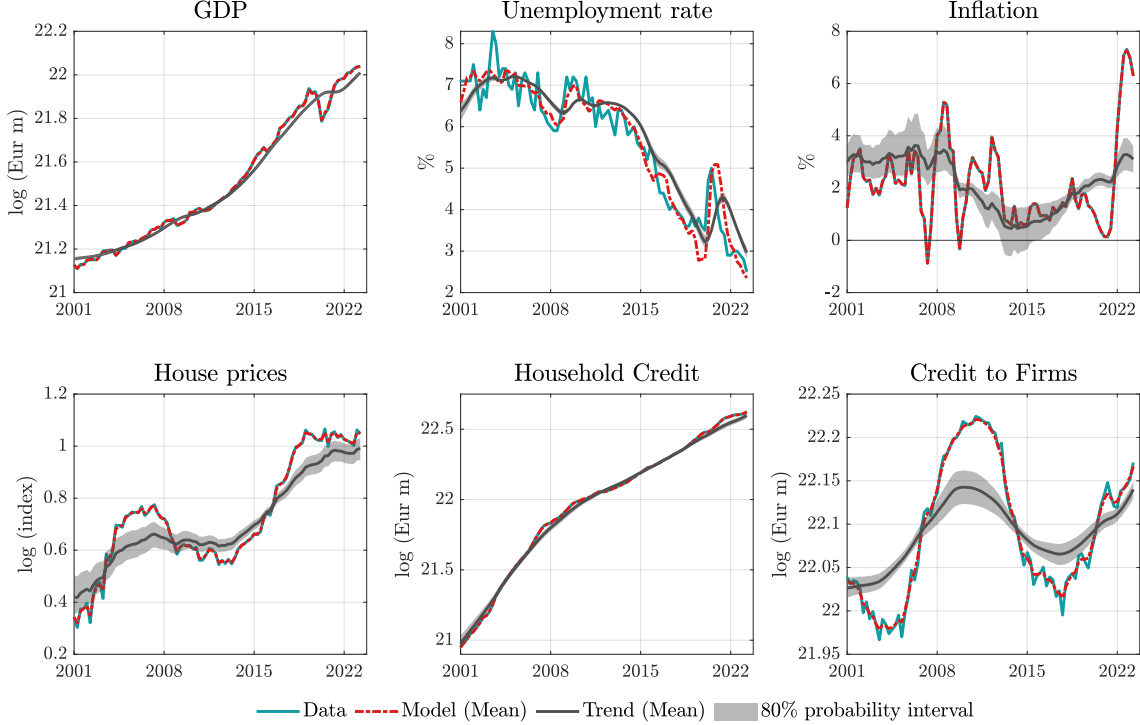 GDP
22.2
22
21.8
21.6
21.4
21.2
21
log (Eur m)
2001 2008 2015 2022
Unemployment rate
8
7
6
5
4
3
2
%
2001 2008 2015 2022
Inflation
8
6
4
2
0
-2
%
2001 2008 2015 2022
House prices
1.2
1
0.8
0.6
0.4
0.2
log (index)
2001 2008 2015 2022
Household Credit
22.5
22
21.5
21
log (Eur m)
2001 2008 2015 2022
Credit to Firms
22.25
22.2
22.15
22.1
22.05
22
21.95
log (Eur m)
2001 2008 2015 2022
Data Model (Mean) Trend (Mean) 80% probability interval